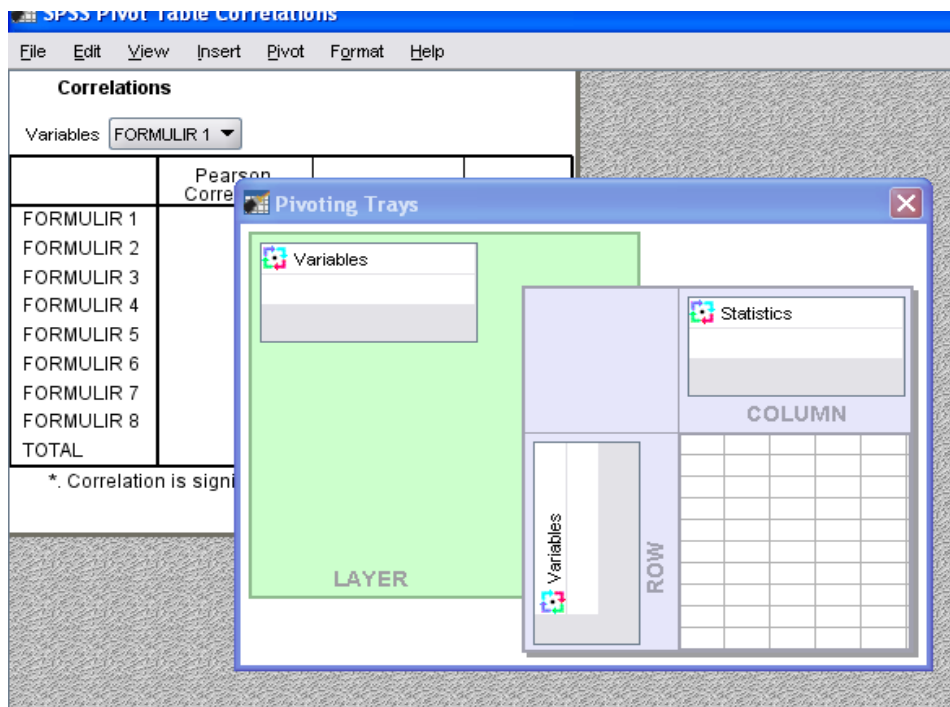 SPSS Pivot Table Correlations
File Edit View Insert Pivot Format Help
Correlations
Variables FORMULIR 1
Pearson
Corre
FORMULIR 1
FORMULIR 2
FORMULIR 3
FORMULIR 4
FORMULIR 5
FORMULIR 6
FORMULIR 7
FORMULIR 8
TOTAL
*. Correlation is signi
Pivoting Trays
Variables
Statistics
COLUMN
Variables
ROW
LAYER